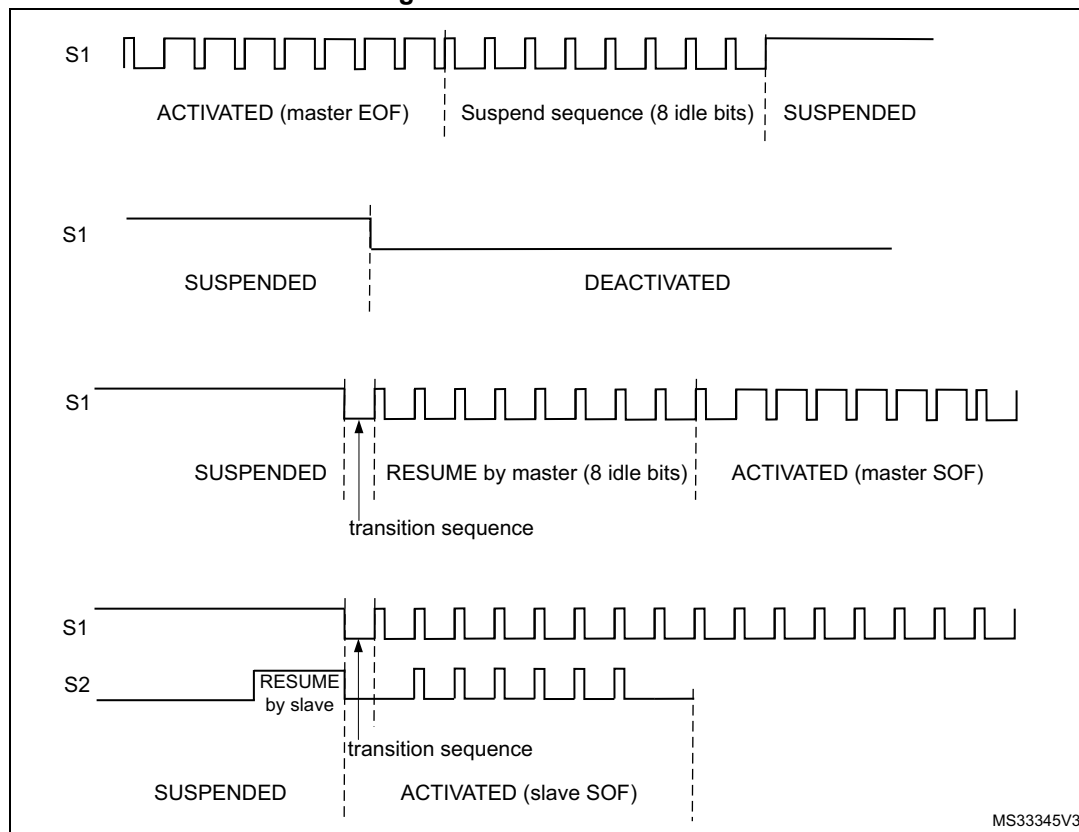 S1
ACTIVATED (master EOF) Suspend sequence (8 idle bits) SUSPENDED
S1
SUSPENDED DEACTIVATED
S1
SUSPENDED RESUME by master (8 idle bits) ACTIVATED (master SOF)
transition sequence
S1
S2
RESUME
by slave
transition sequence
SUSPENDED ACTIVATED (slave SOF)
MS33345V3